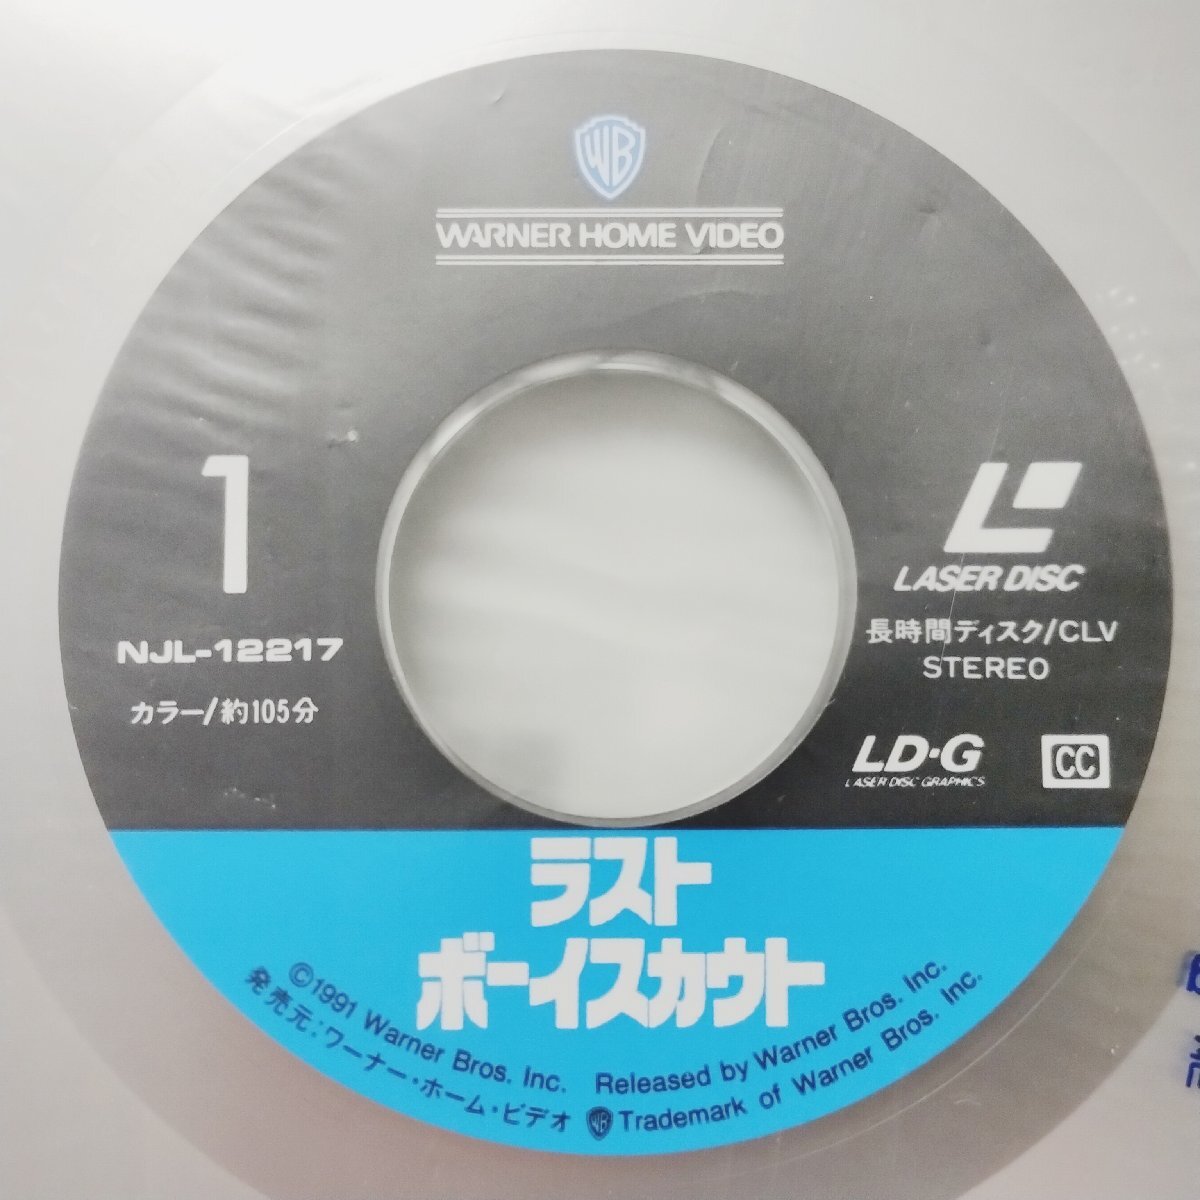 WB
WARNER HOME VIDEO
1
NJL-12217
カラー/約105分
LASER DISC
長時間ディスク/CLV
STEREO
LD·G
LASER DISC GRAPHICS
CC
ラスト
ボーイスカウト
©1991 Warner Bros. Inc. Released by Warner Bros. Inc.
発売元:ワーナー・ホーム・ビデオ WB Trademark of Warner Bros. Inc.